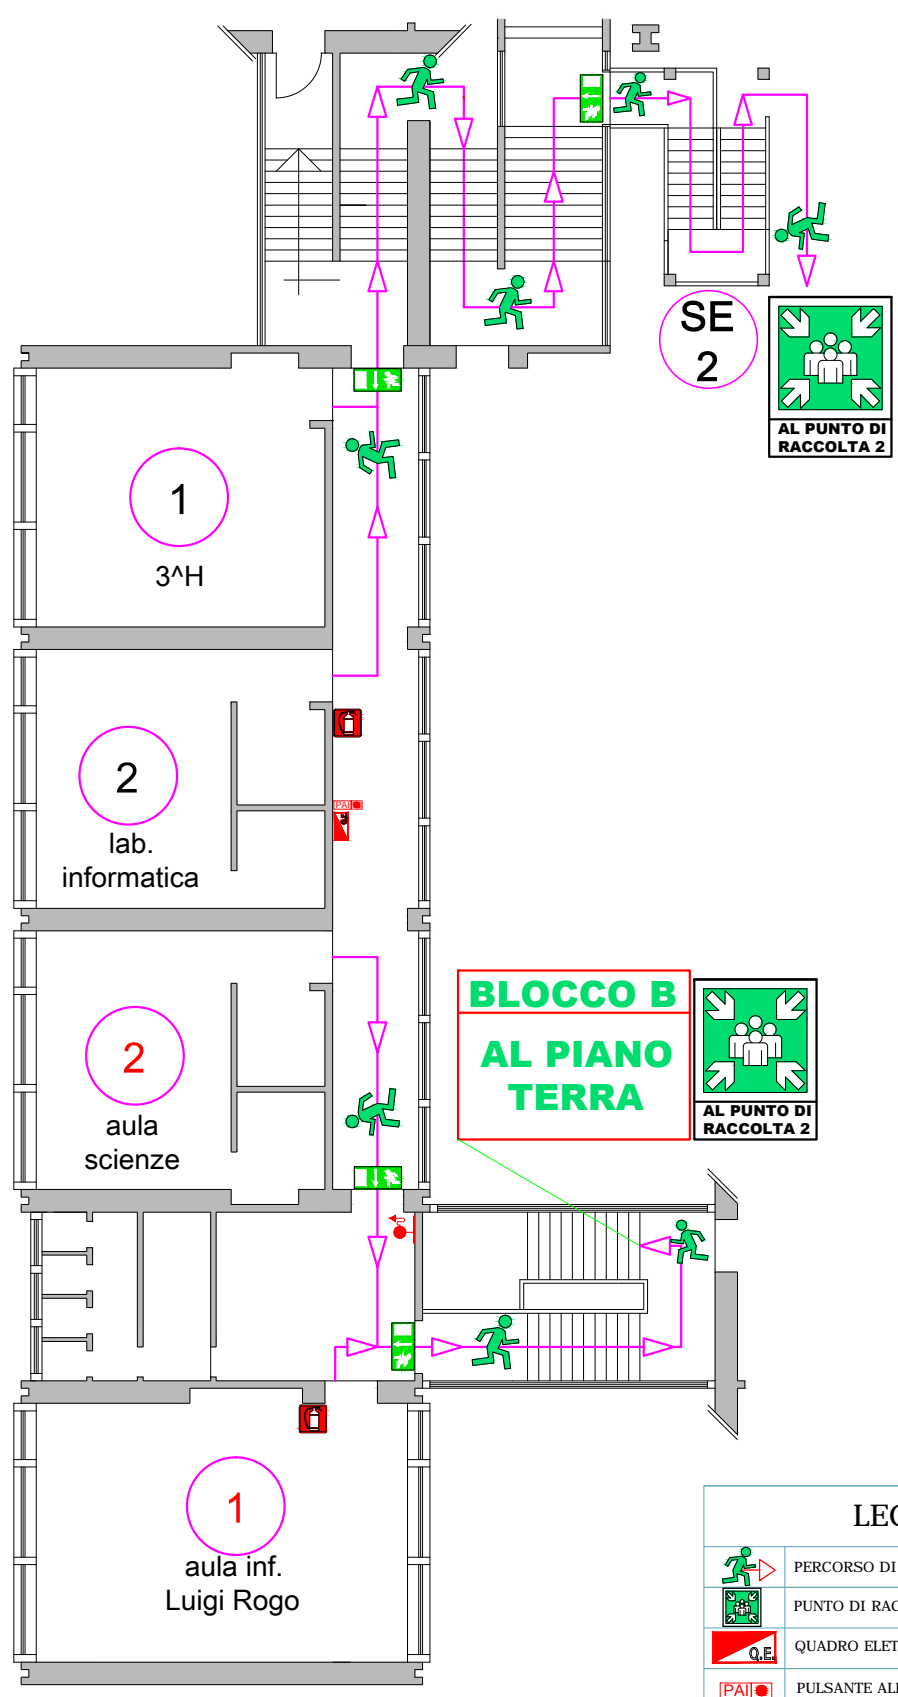 SE
2
AL PUNTO DI
RACCOLTA 2
1
3^H
2
lab.
informatica
PAI
BLOCCO B
AL PIANO
TERRA
AL PUNTO DI
RACCOLTA 2
2
aula
scienze
1
aula inf.
Luigi Rogo
LEG
PERCORSO DI
PUNTO DI RAC
Q.E.
QUADRO ELET
PAI
PULSANTE ALI